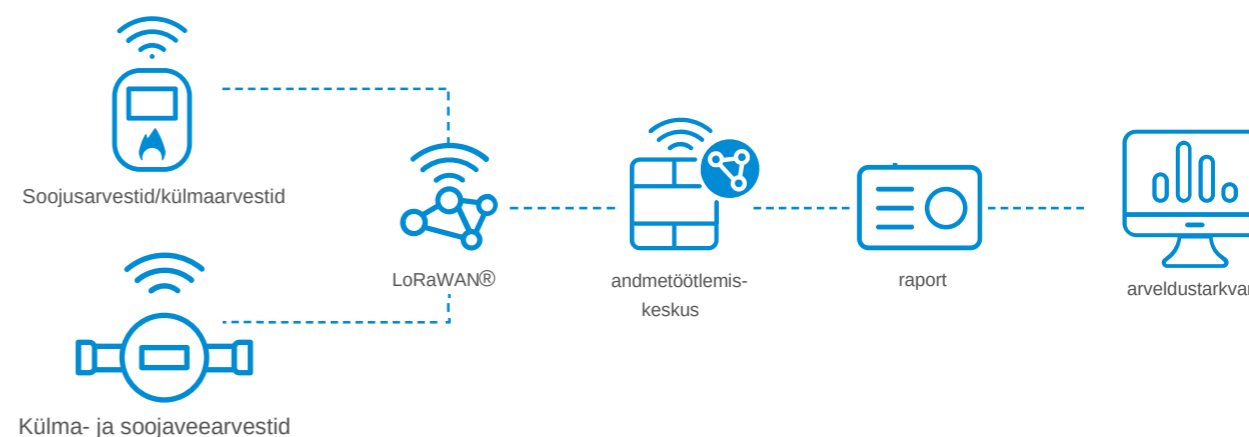 Soojusarvestid/külmaarvestid
LoRaWAN®
andmetöötlemis-
keskus
raport
Külma- ja soojaveearvestid